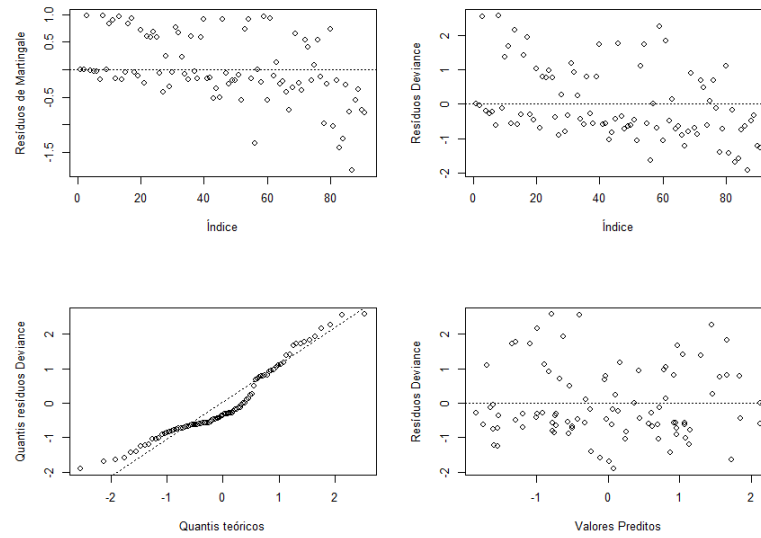 Resíduos de Martingale
1.0
0.5
-0.5
-1.5
0 20 40 60 80
Índice
Resíduos Deviance
2
1
0
-1
-2
0 20 40 60 80
Índice
Quantis resíduos Deviance
2
1
0
-1
-2
-2 -1 0 1 2
Quantis teóricos
Resíduos Deviance
2
1
0
-1
-2
-1 0 1 2
Valores Preditos